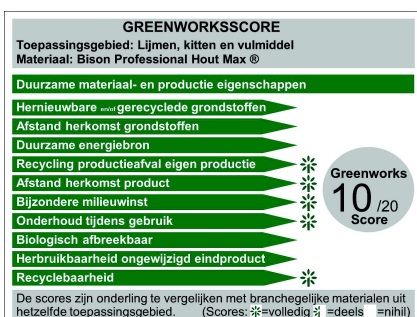 GREENWORKSSCORE
Toepassingsgebied: Lijmen, kitten en vulmiddel
Materiaal: Bison Professional Hout Max ®
Duurzame materiaal- en productie eigenschappen
Hernieuwbare en/of gerecyclede grondstoffen
Afstand herkomst grondstoffen
Duurzame energiebron
Recycling productieafval eigen productie
Afstand herkomst product
Bijzondere milieuwinst
Onderhoud tijdens gebruik
Biologisch afbreekbaar
Herbruikbaarheid ongewijzigd eindproduct
Recyclebaarheid
Greenworks
10 /20
Score
De scores zijn onderling te vergelijken met branchegelijke materialen uit
hetzelfde toepassingsgebied. (Scores: =volledig =deels =nihil)